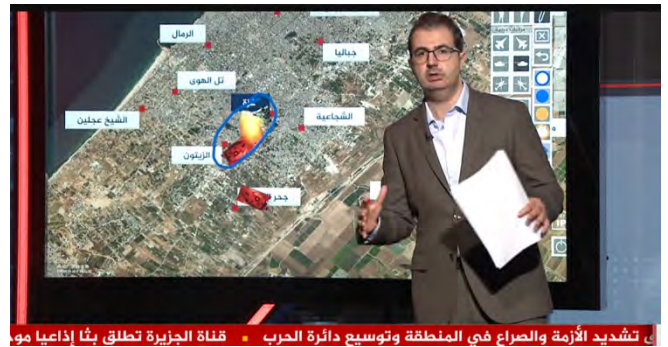 الرمال
جباليا
تل الهوى
الشيخ عجلين
الشجاعية
الزيتون
جحر
تشديد الأزمة والصراع في المنطقة وتوسيع دائرة الحرب ▪ قناة الجزيرة تطلق بثا إذاعيا